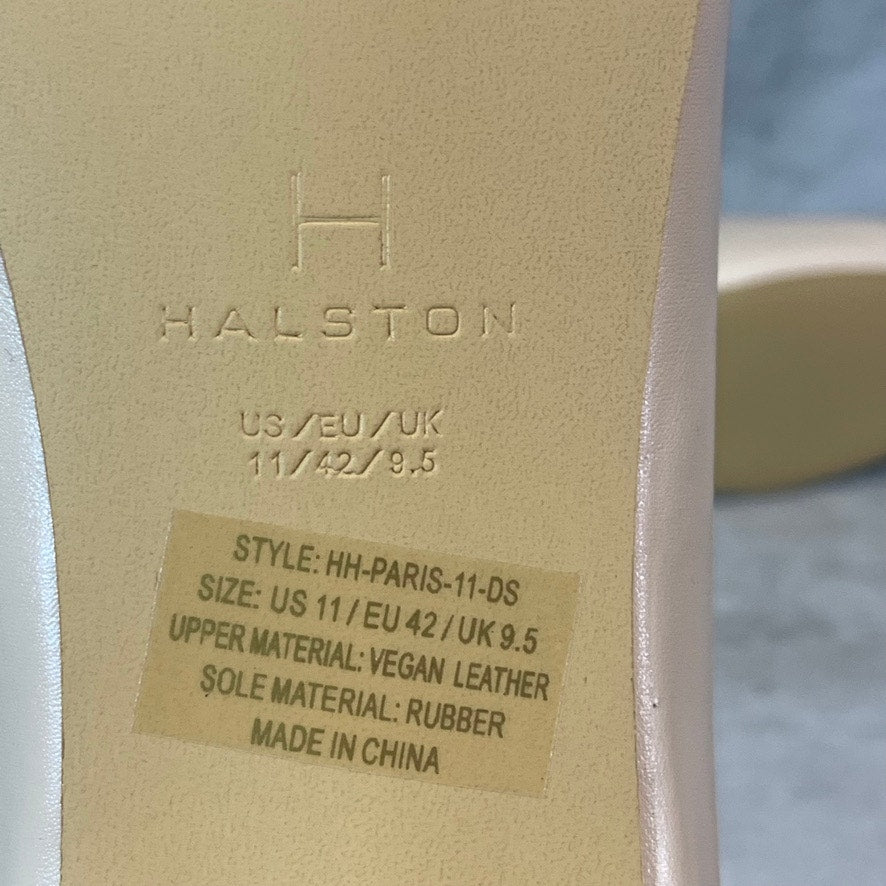 H
HALSTON
US/EU/UK
11/42/9.5
STYLE: HH-PARIS-11-DS
SIZE: US 11 / EU 42 / UK 9.5
UPPER MATERIAL: VEGAN LEATHER
SOLE MATERIAL: RUBBER
MADE IN CHINA